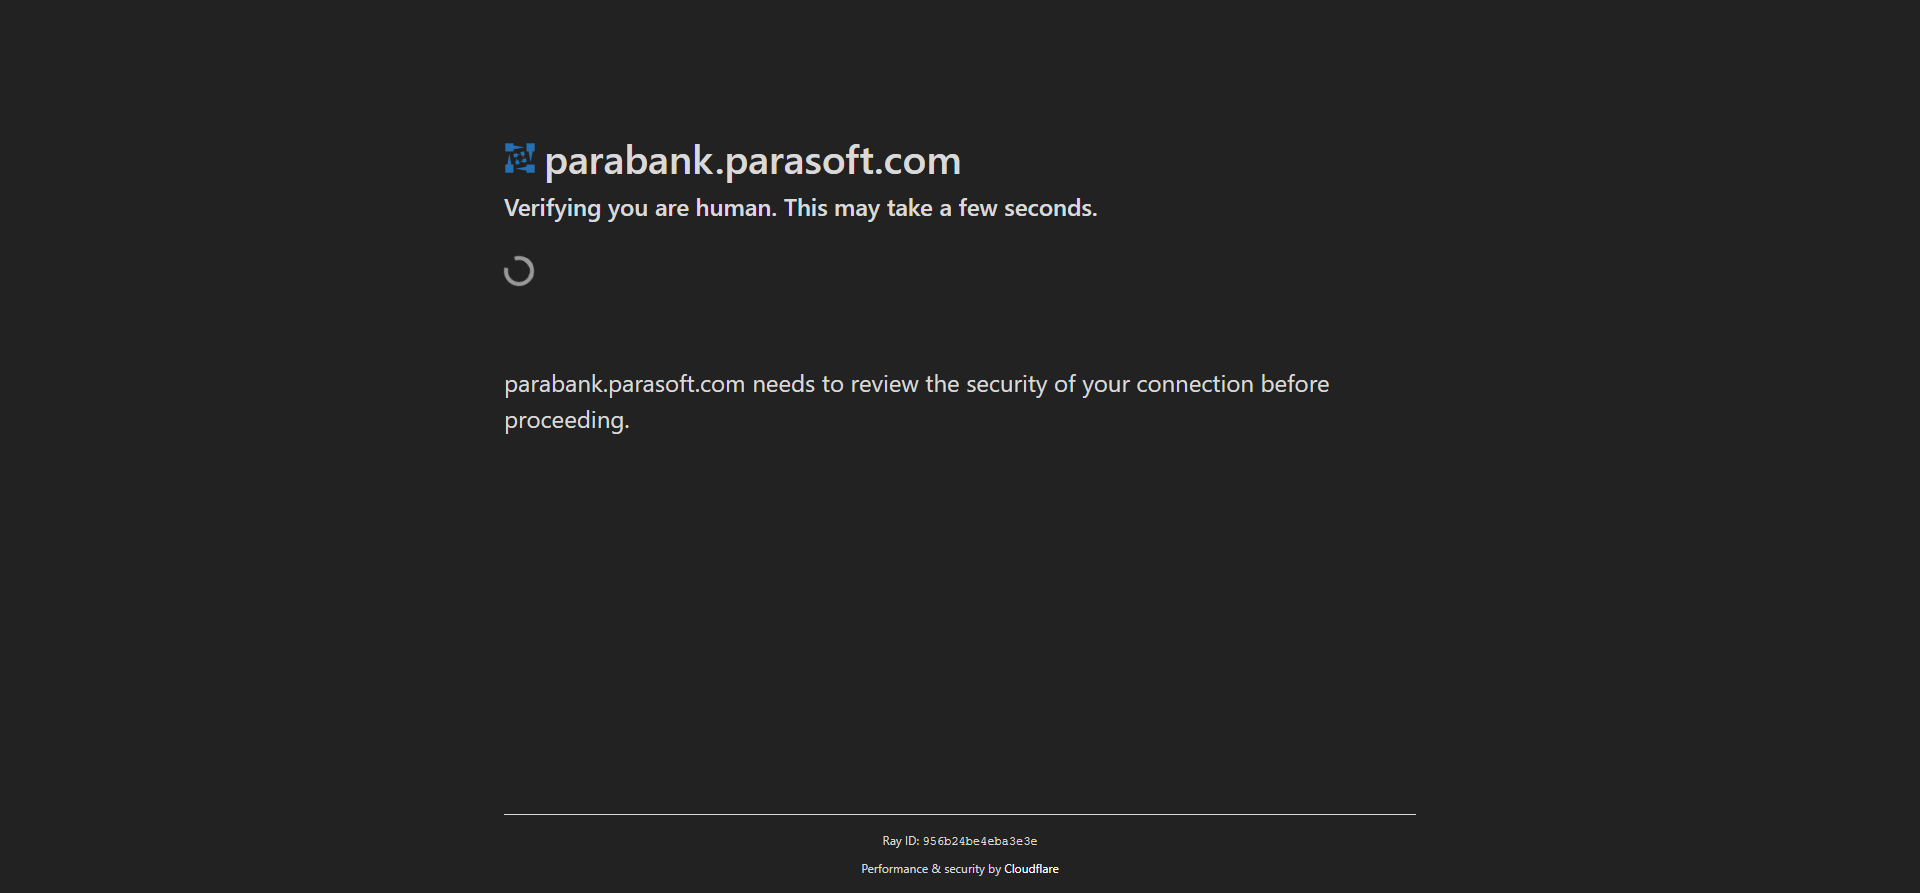 parabank.parasoft.com
Verifying you are human. This may take a few seconds.
parabank.parasoft.com needs to review the security of your connection before
proceeding.
Ray ID: 956b24be4eba3e3e
Performance & security by Cloudflare